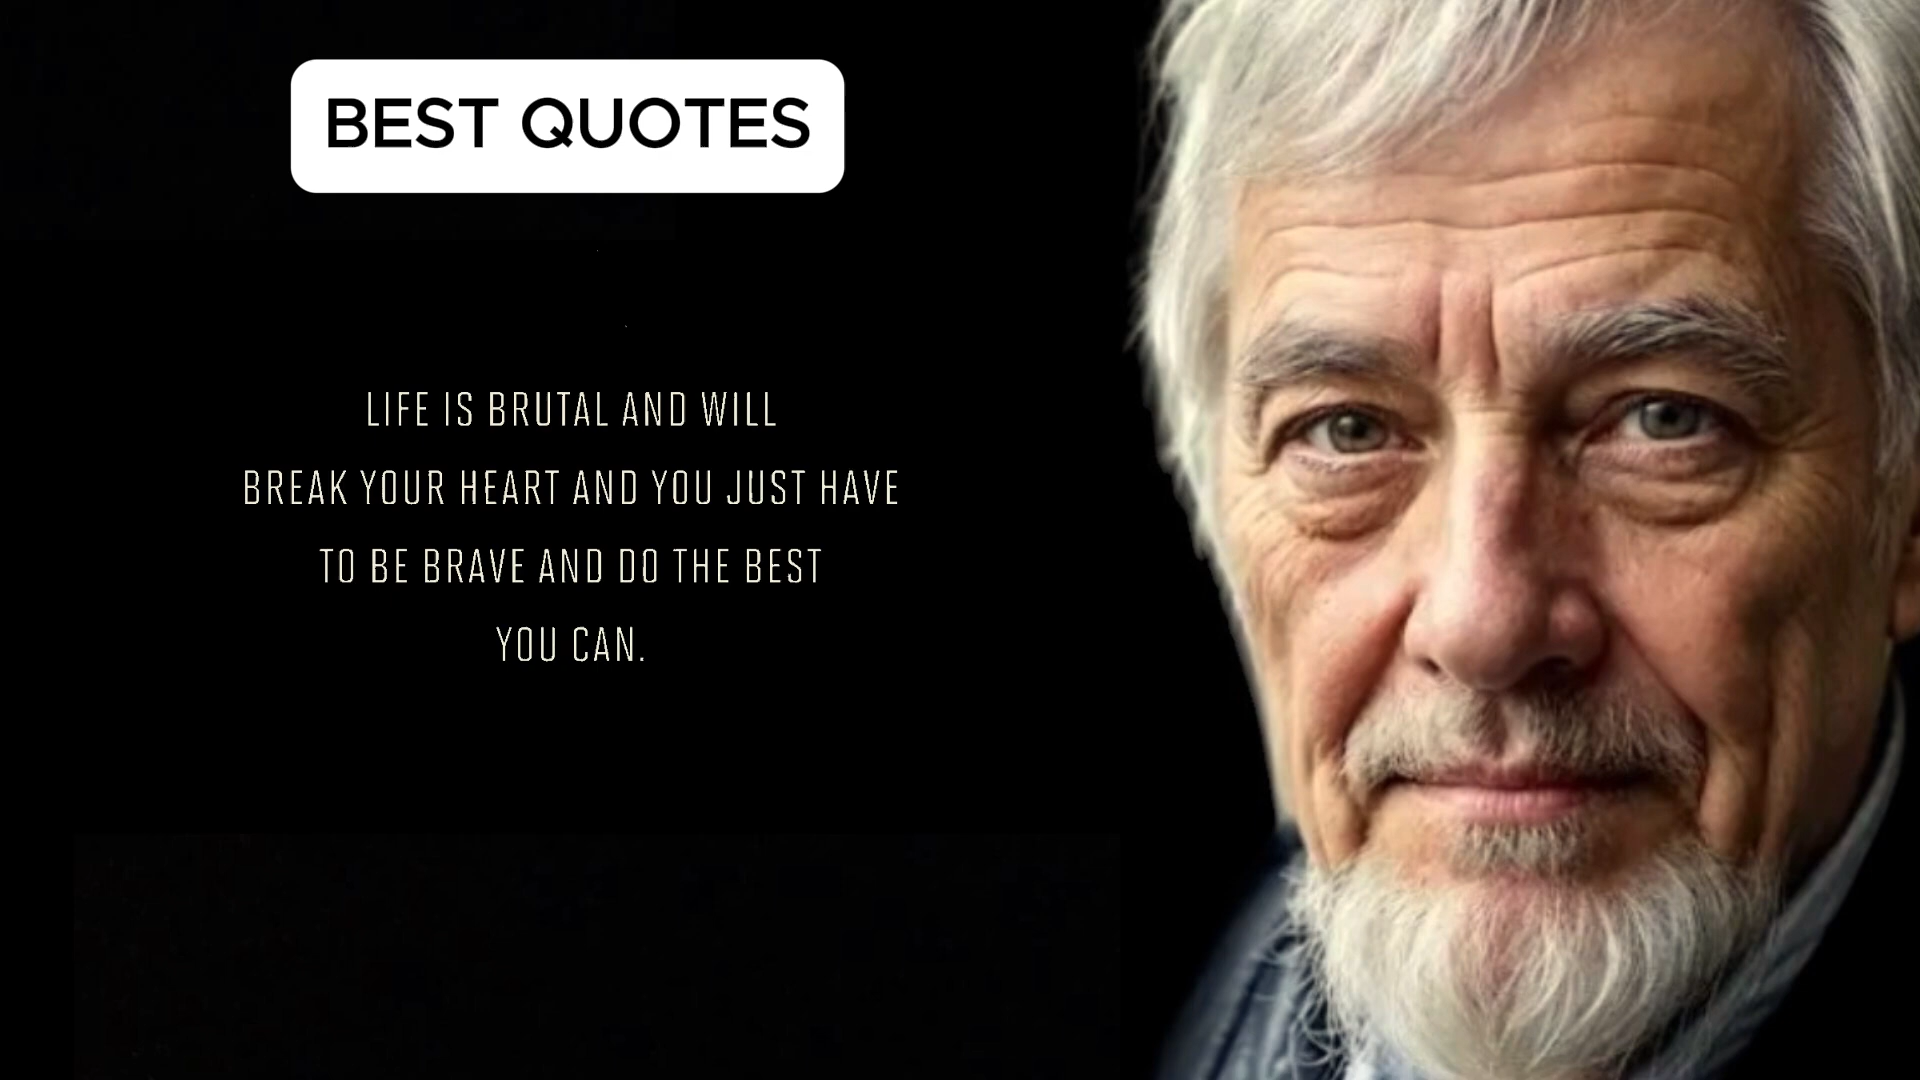 BEST QUOTES
LIFE IS BRUTAL AND WILL
BREAK YOUR HEART AND YOU JUST HAVE
TO BE BRAVE AND DO THE BEST
YOU CAN.